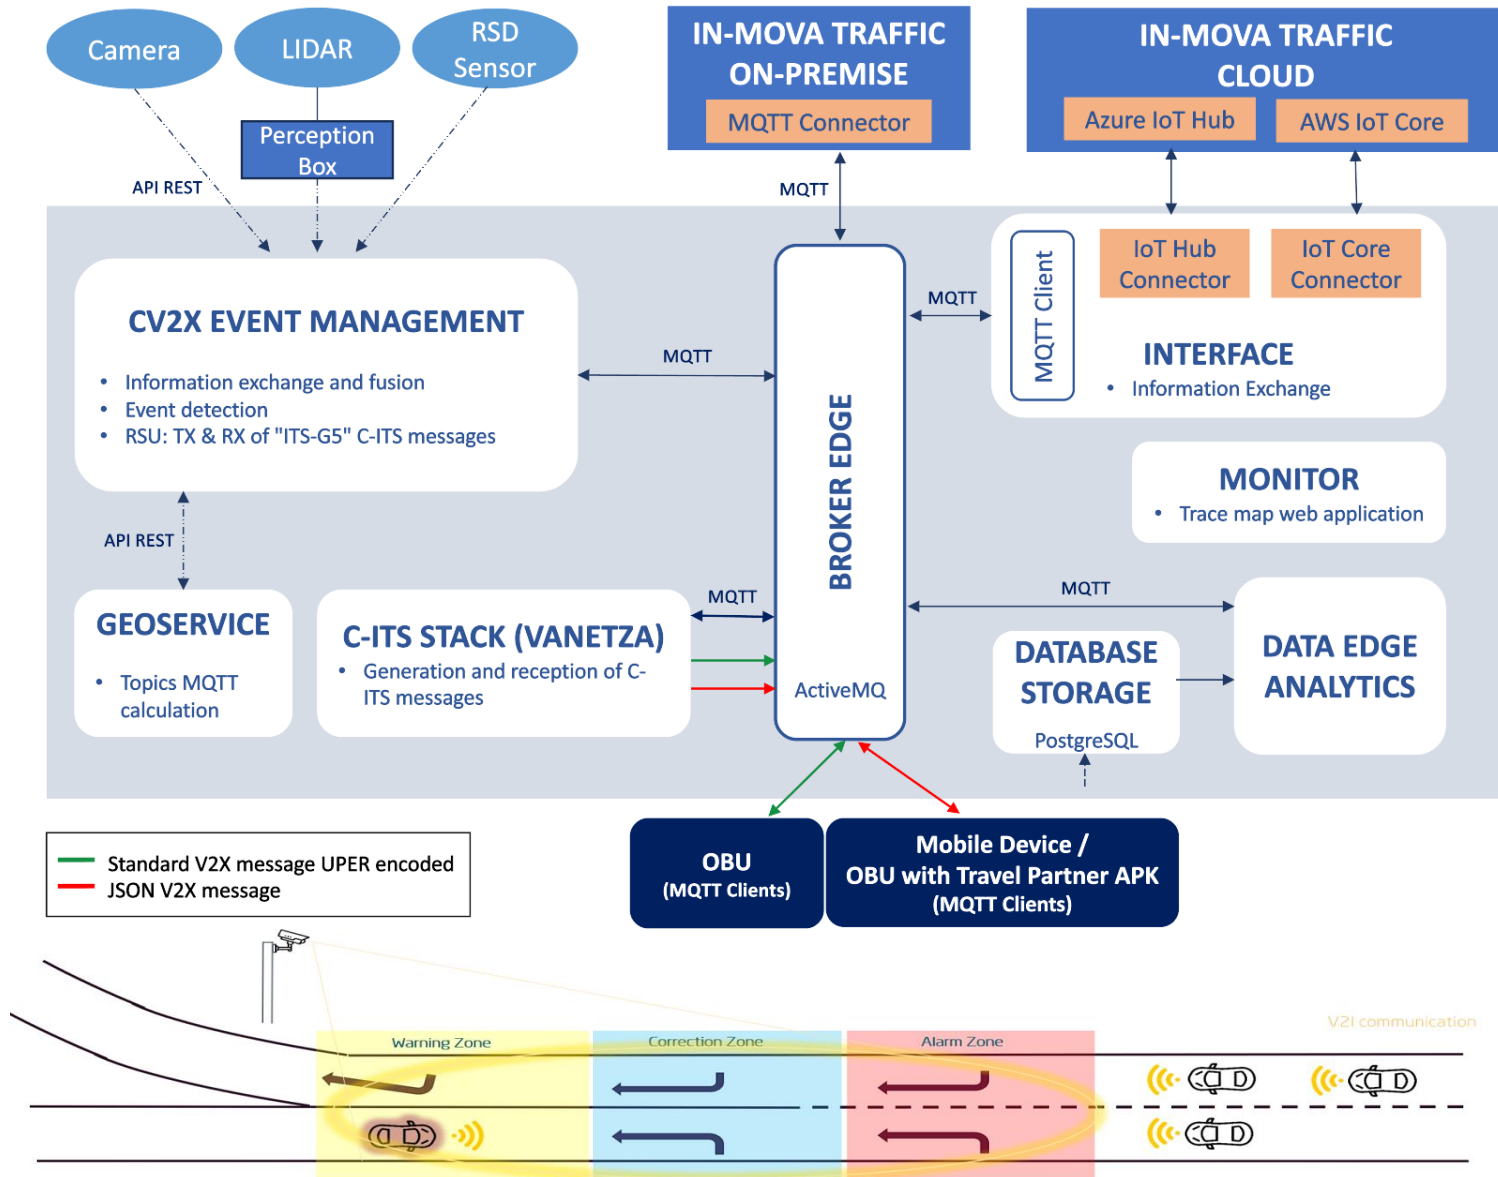 Camera
LIDAR
RSD
Sensor
Perception
Box
API REST
IN-MOVA TRAFFIC
ON-PREMISE
MQTT Connector
MQTT
IN-MOVA TRAFFIC
CLOUD
Azure IoT Hub
AWS IoT Core
CV2X EVENT MANAGEMENT
• Information exchange and fusion
• Event detection
• RSU: TX & RX of "ITS-G5" C-ITS messages
MQTT
BROKER EDGE
ActiveMQ
MQTT
MQTT Client
IoT Hub
Connector
IoT Core
Connector
INTERFACE
• Information Exchange
MONITOR
• Trace map web application
API REST
GEOSERVICE
• Topics MQTT
calculation
C-ITS STACK (VANETZA)
• Generation and reception of C-
ITS messages
MQTT
MQTT
DATABASE
STORAGE
PostgreSQL
DATA EDGE
ANALYTICS
OBU
(MQTT Clients)
Mobile Device /
OBU with Travel Partner APK
(MQTT Clients)
Standard V2X message UPER encoded
JSON V2X message
V2I communication
Warning Zone
Correction Zone
Alarm Zone